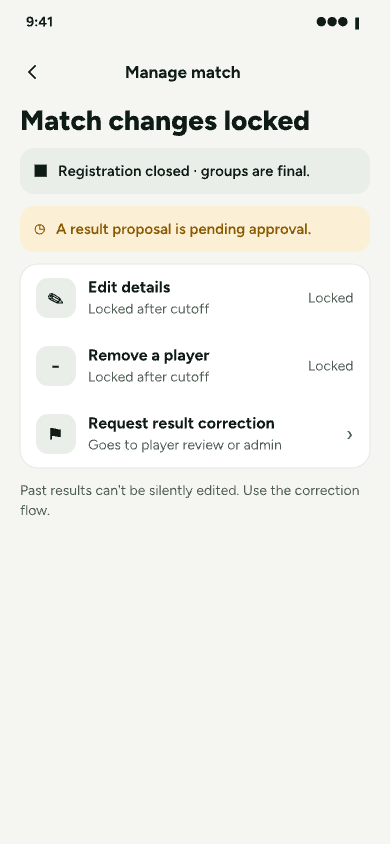 9:41
Manage match
Match changes locked
Registration closed · groups are final.
A result proposal is pending approval.
Edit details
Locked after cutoff
Locked
Remove a player
Locked after cutoff
Locked
Request result correction
Goes to player review or admin
Past results can't be silently edited. Use the correction
flow.